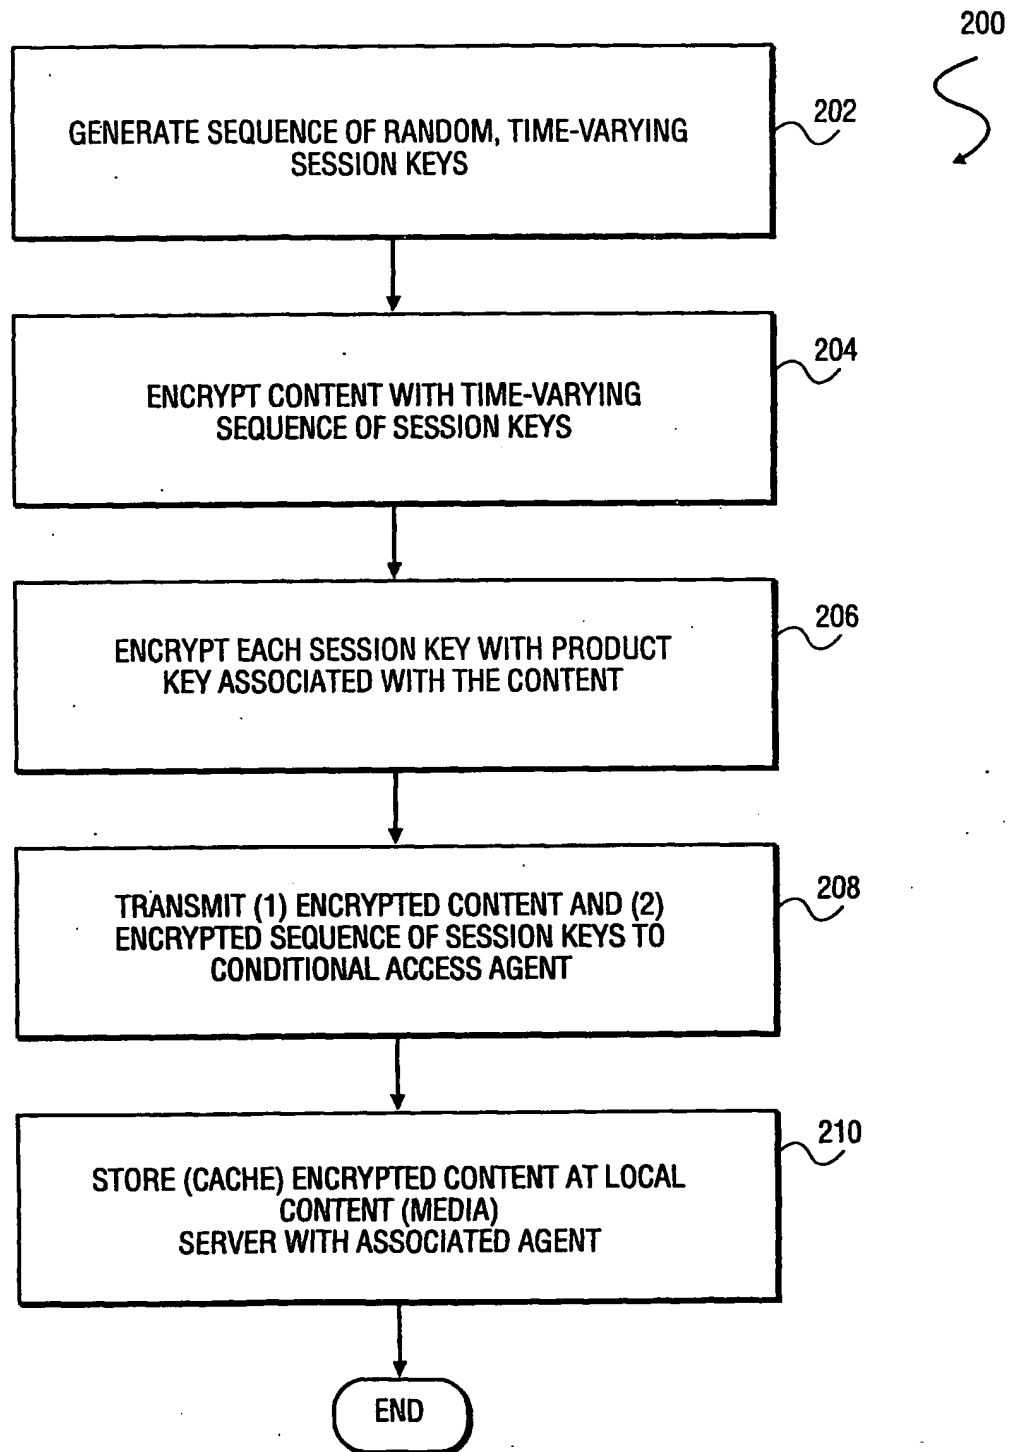 200
GENERATE SEQUENCE OF RANDOM, TIME-VARYING
SESSION KEYS
202
ENCRYPT CONTENT WITH TIME-VARYING
SEQUENCE OF SESSION KEYS
204
ENCRYPT EACH SESSION KEY WITH PRODUCT
KEY ASSOCIATED WITH THE CONTENT
206
TRANSMIT (1) ENCRYPTED CONTENT AND (2)
ENCRYPTED SEQUENCE OF SESSION KEYS TO
CONDITIONAL ACCESS AGENT
208
STORE (CACHE) ENCRYPTED CONTENT AT LOCAL
CONTENT (MEDIA)
SERVER WITH ASSOCIATED AGENT
210
END